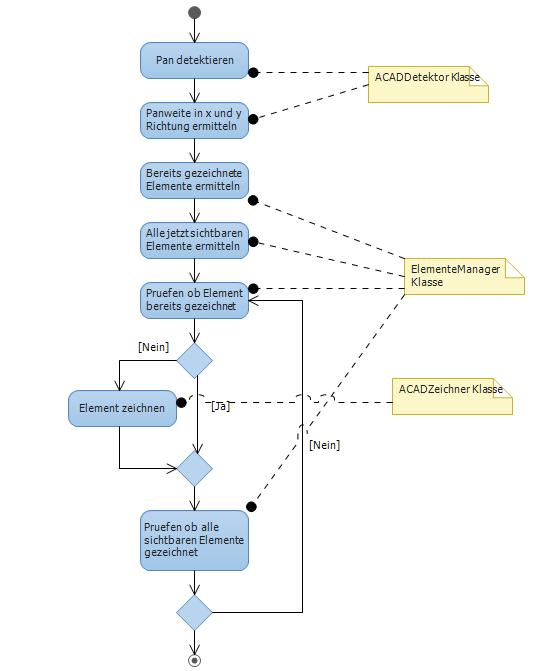 Pan detektieren
ACADDetektor Klasse
Panweite in x und y
Richtung ermitteln
Bereits gezeichnete
Elemente ermitteln
Alle jetzt sichtbaren
Elemente ermitteln
ElementeManager
Klasse
Pruefen ob Element
bereits gezeichnet
[Nein]
ACADZeichner Klasse
Element zeichnen
[Ja]
[Nein]
Pruefen ob alle
sichtbaren Elemente
gezeichnet